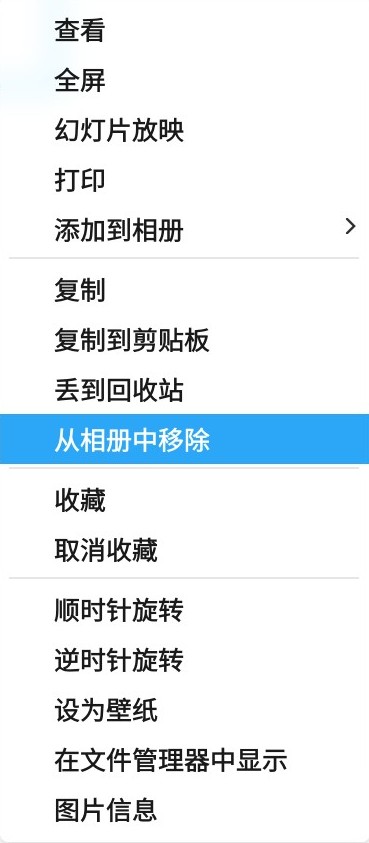 查看
全屏
幻灯片放映
打印
添加到相册
复制
复制到剪贴板
丢到回收站
从相册中移除
收藏
取消收藏
顺时针旋转
逆时针旋转
设为壁纸
在文件管理器中显示
图片信息